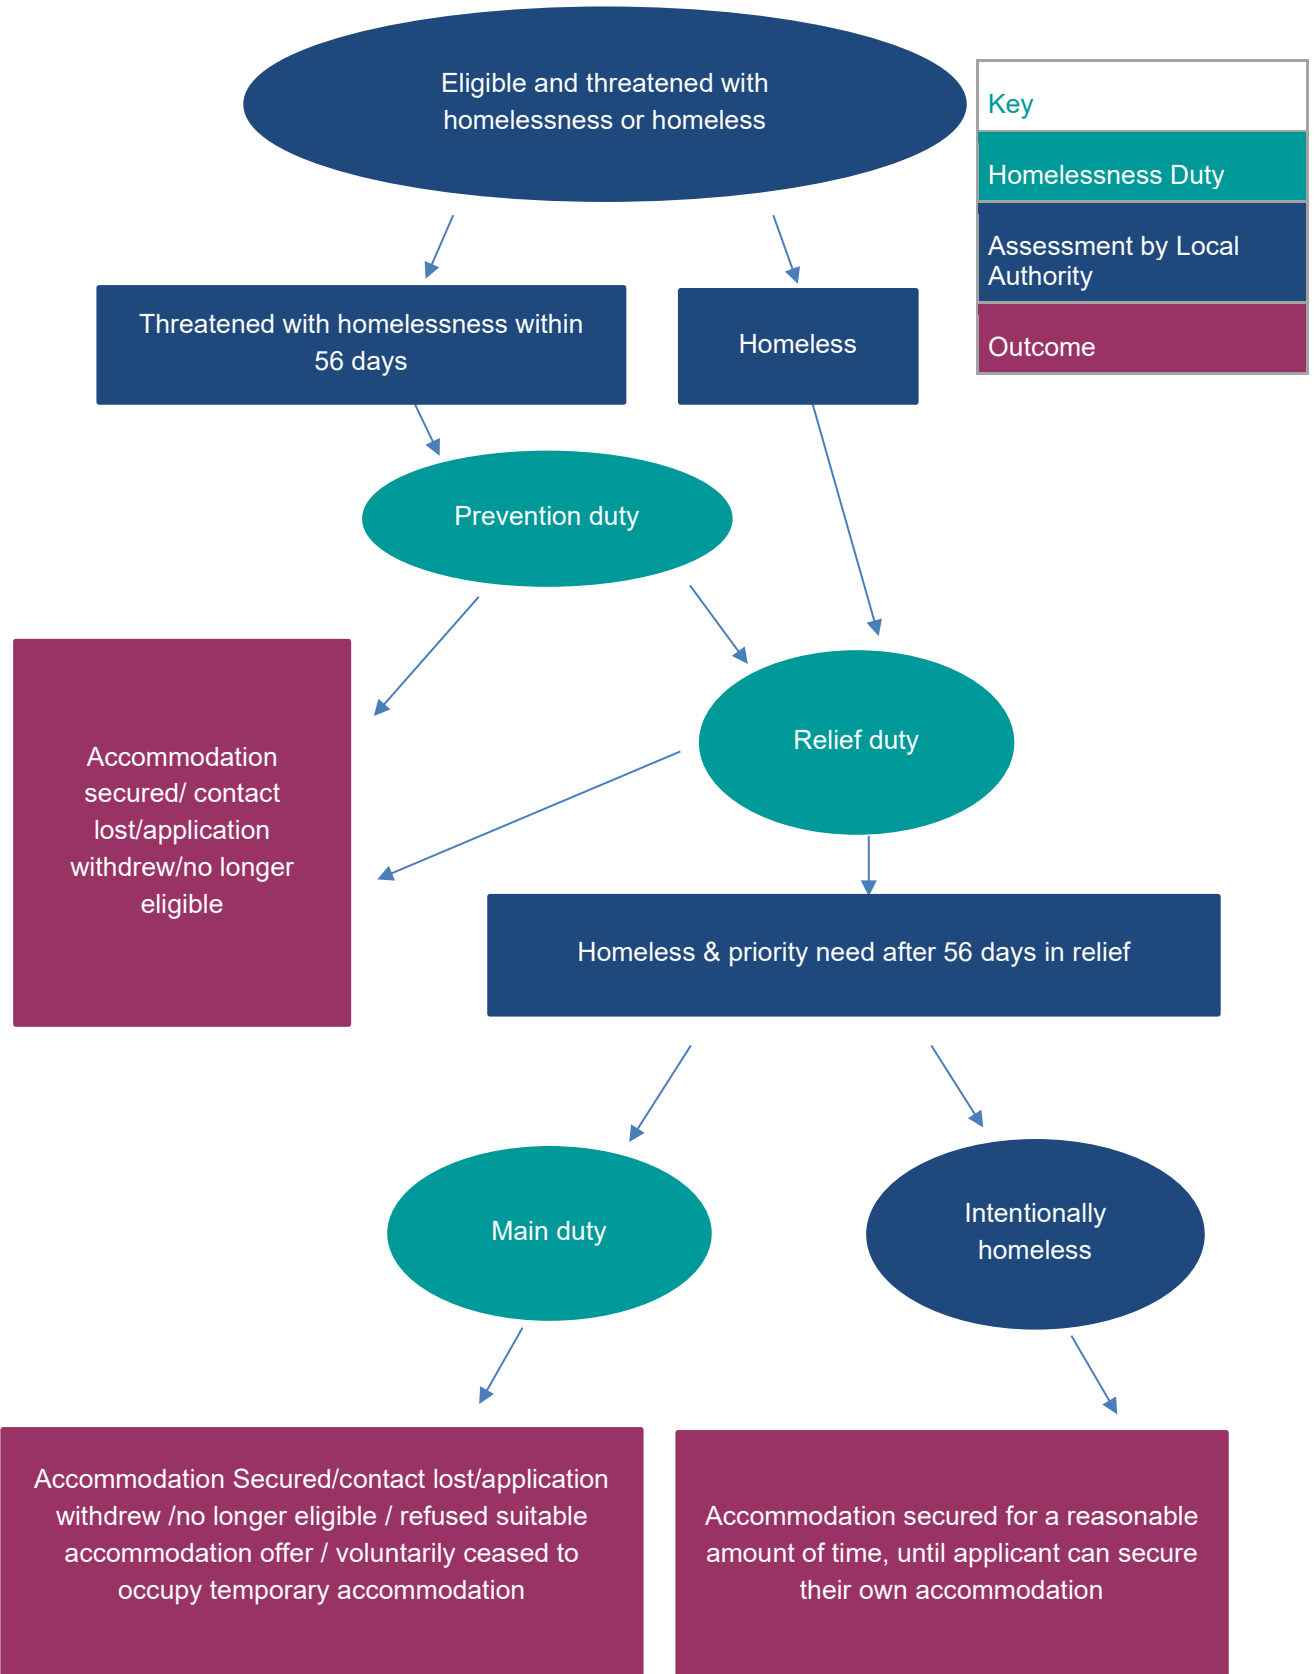 Eligible and threatened with
homelessness or homeless
Key
Homelessness Duty
Assessment by Local
Authority
Outcome
Threatened with homelessness within
56 days
Homeless
Prevention duty
Relief duty
Accommodation
secured/ contact
lost/application
withdrew/no longer
eligible
Homeless & priority need after 56 days in relief
Main duty
Intentionally
homeless
Accommodation Secured/contact lost/application
withdrew /no longer eligible / refused suitable
accommodation offer / voluntarily ceased to
occupy temporary accommodation
Accommodation secured for a reasonable
amount of time, until applicant can secure
their own accommodation